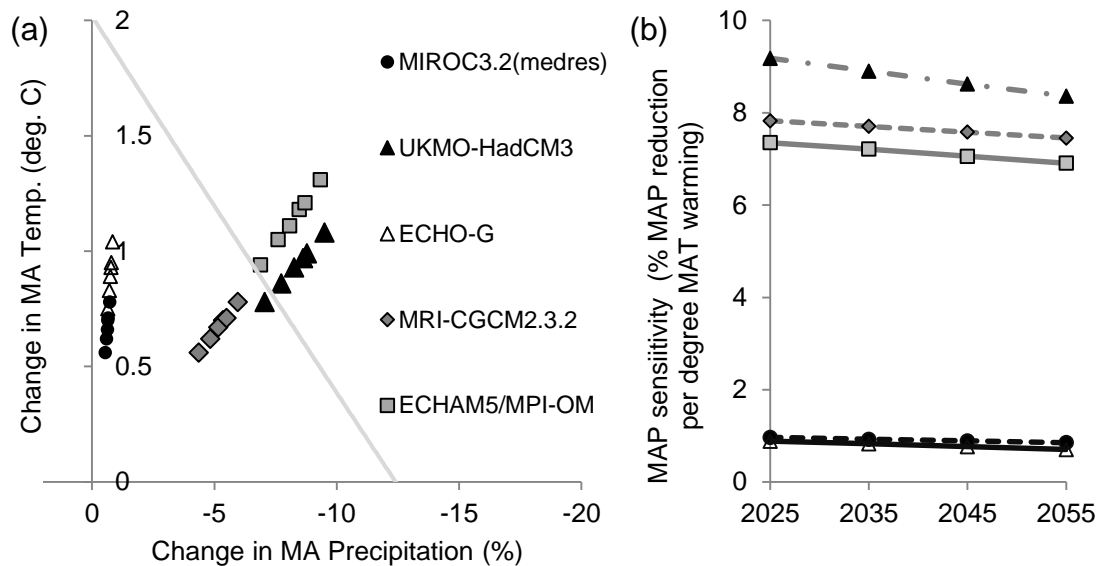 (a)
Change in MA Temp. (deg. C)
2
1.5
1
0.5
0
0
-5
-10
-15
-20
Change in MA Precipitation (%)
MIROC3.2(medres)
UKMO-HadCM3
ECHO-G
MRI-CGCM2.3.2
ECHAM5/MPI-OM
(b)
MAP sensiitivity (% MAP reduction
per degree MAT warming)
10
8
6
4
2
0
2025
2035
2045
2055